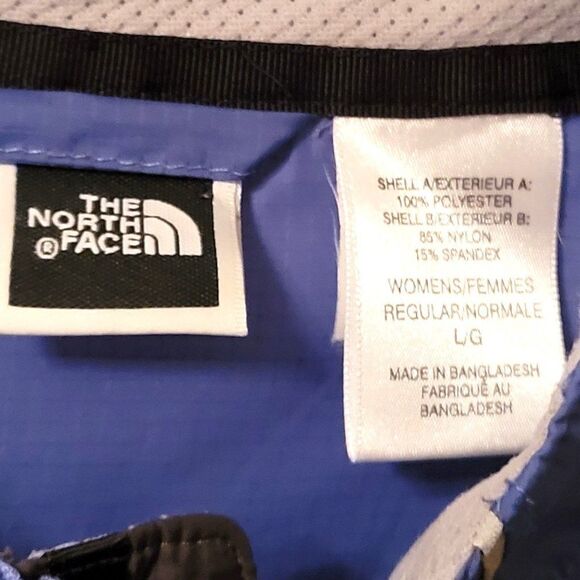 THE
NORTH
FACE®
SHELL A/EXTERIEUR A:
100% POLYESTER
SHELL B/EXTERIEUR B:
85% NYLON
15% SPANDEX
WOMENS/FEMMES
REGULAR/NORMALE
L/G
MADE IN BANGLADESH
FABRIQUÉ AU
BANGLADESH